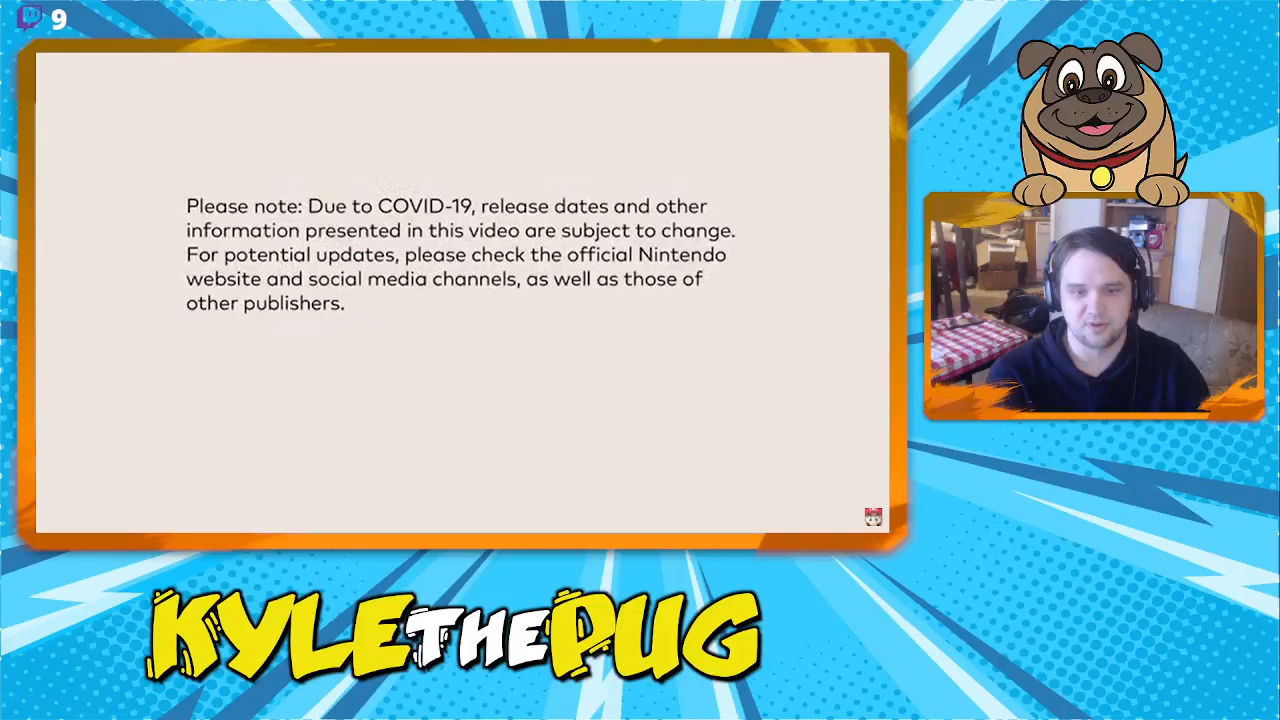 9
Please note: Due to COVID-19, release dates and other
information presented in this video are subject to change.
For potential updates, please check the official Nintendo
website and social media channels, as well as those of
other publishers.
KYLETHEPUG